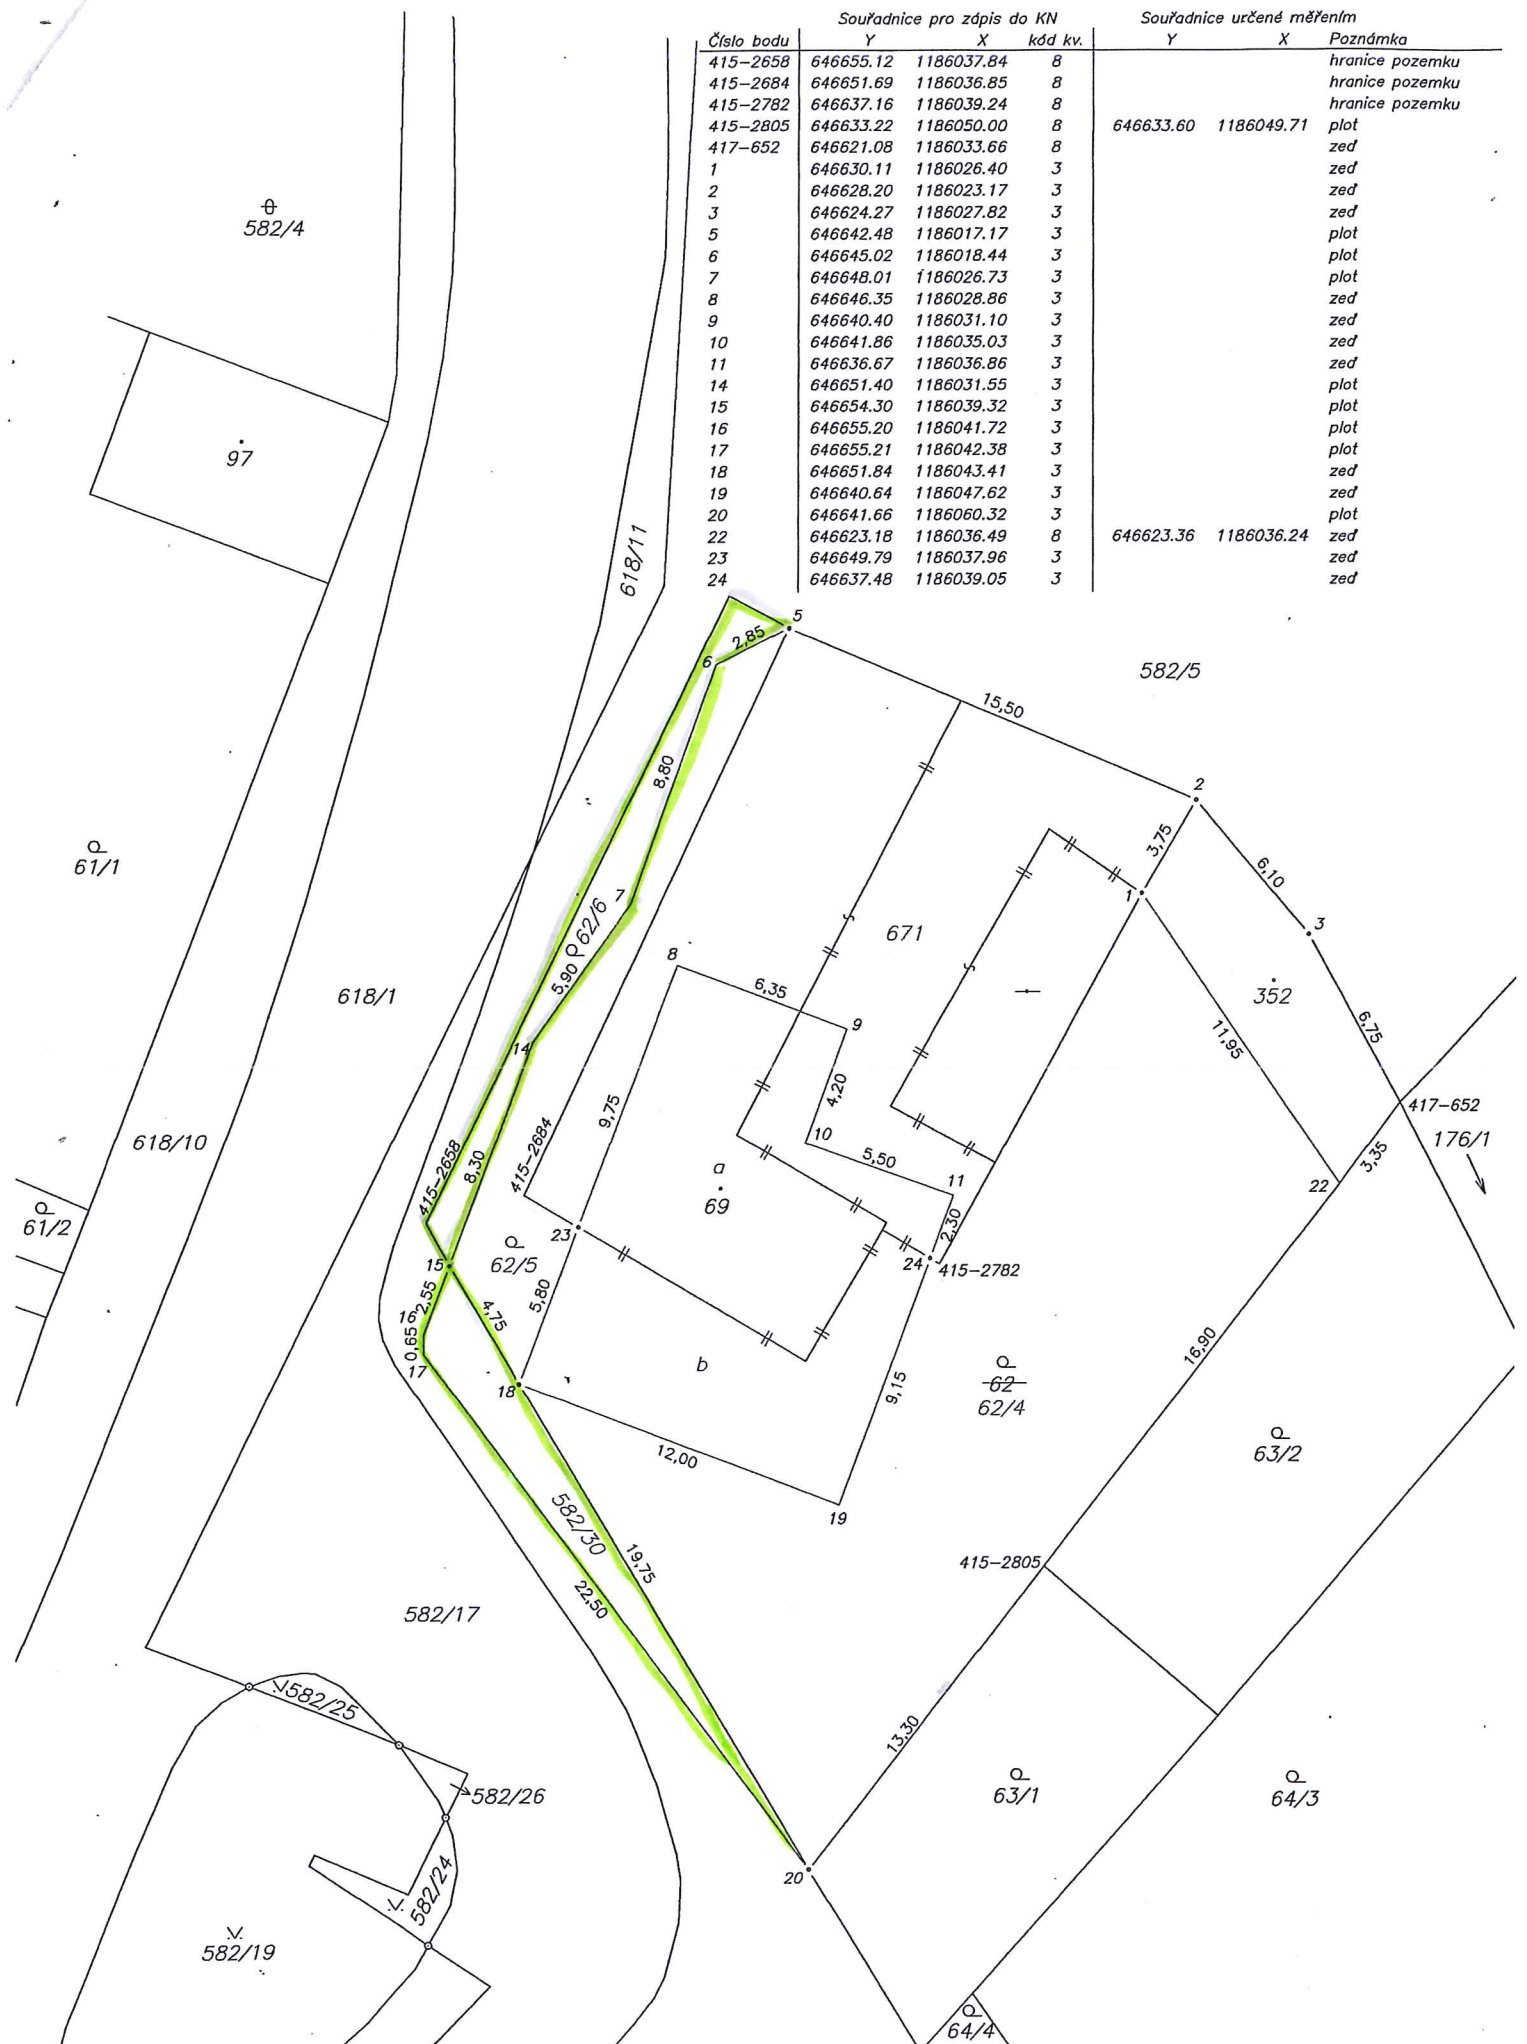 Souřadnice pro zápis do KN Souřadnice určené měřením
Číslo bodu Y X kód kv. Y X Poznámka
415-2658 646655.12 1186037.84 8 hranice pozemku
415-2684 646651.69 1186036.85 8 hranice pozemku
415-2782 646637.16 1186039.24 8 hranice pozemku
415-2805 646633.22 1186050.00 8 646633.60 1186049.71 plot
417-652 646621.08 1186033.66 8 zeď
1 646630.11 1186026.40 3 zeď
2 646628.20 1186023.17 3 zeď
3 646624.27 1186027.82 3 zeď
5 646642.48 1186017.17 3 plot
6 646645.02 1186018.44 3 plot
7 646648.01 1186026.73 3 plot
8 646646.35 1186028.86 3 zeď
9 646640.40 1186031.10 3 zeď
10 646641.86 1186035.03 3 zeď
11 646636.67 1186036.86 3 zeď
14 646651.40 1186031.55 3 plot
15 646654.30 1186039.32 3 plot
16 646655.20 1186041.72 3 plot
17 646655.21 1186042.38 3 plot
18 646651.84 1186043.41 3 zeď
19 646640.64 1186047.62 3 zeď
20 646641.66 1186060.32 3 plot
22 646623.18 1186036.49 8 646623.36 1186036.24 zeď
23 646649.79 1186037.96 3 zeď
24 646637.48 1186039.05 3 zeď
582/4
97
618/11
5
2,85
6
582/5
15,50
8,80
2
3,75
6,10
61/1
1
7
62/6
3
671
8
5,90
6,35
618/1
352
9
6,75
11,95
14
4,20
9,75
417-652
10
618/10
176/1
5,50
3,35
415-2658
8,30
415-2684
a
69
11
22
61/2
2,30
23
62/5
15
24
415-2782
2,55
5,80
16
4,75
0,65
17
16,90
b
18
62
62/4
9,15
12,00
63/2
19
582/30
19,75
415-2805
22,50
582/17
582/25
13,30
582/26
63/1
64/3
20
582/24
582/19
64/4